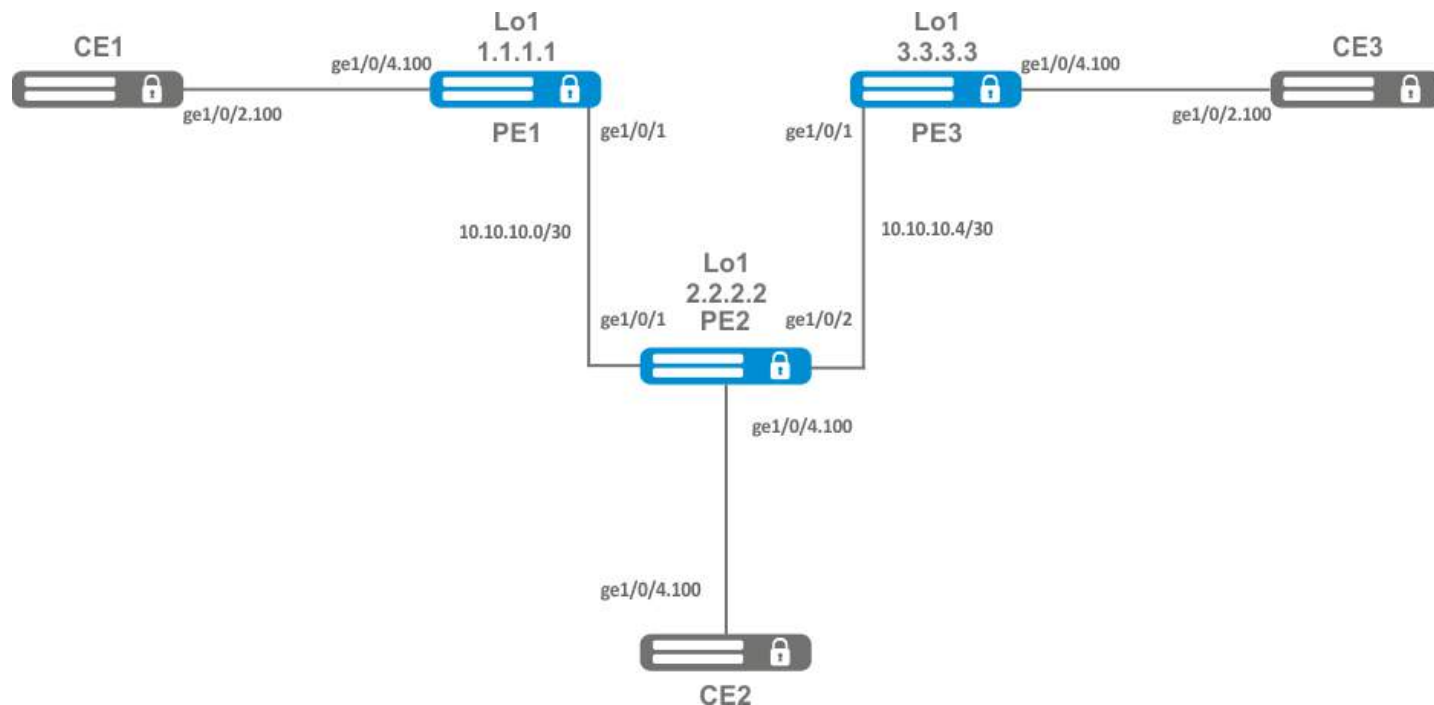 Lo1
1.1.1.1
CE1
ge1/0/4.100
ge1/0/2.100
PE1
ge1/0/1
Lo1
3.3.3.3
ge1/0/4.100
CE3
ge1/0/1
PE3
ge1/0/2.100
10.10.10.0/30
10.10.10.4/30
Lo1
2.2.2.2
ge1/0/1
PE2
ge1/0/2
ge1/0/4.100
ge1/0/4.100
CE2